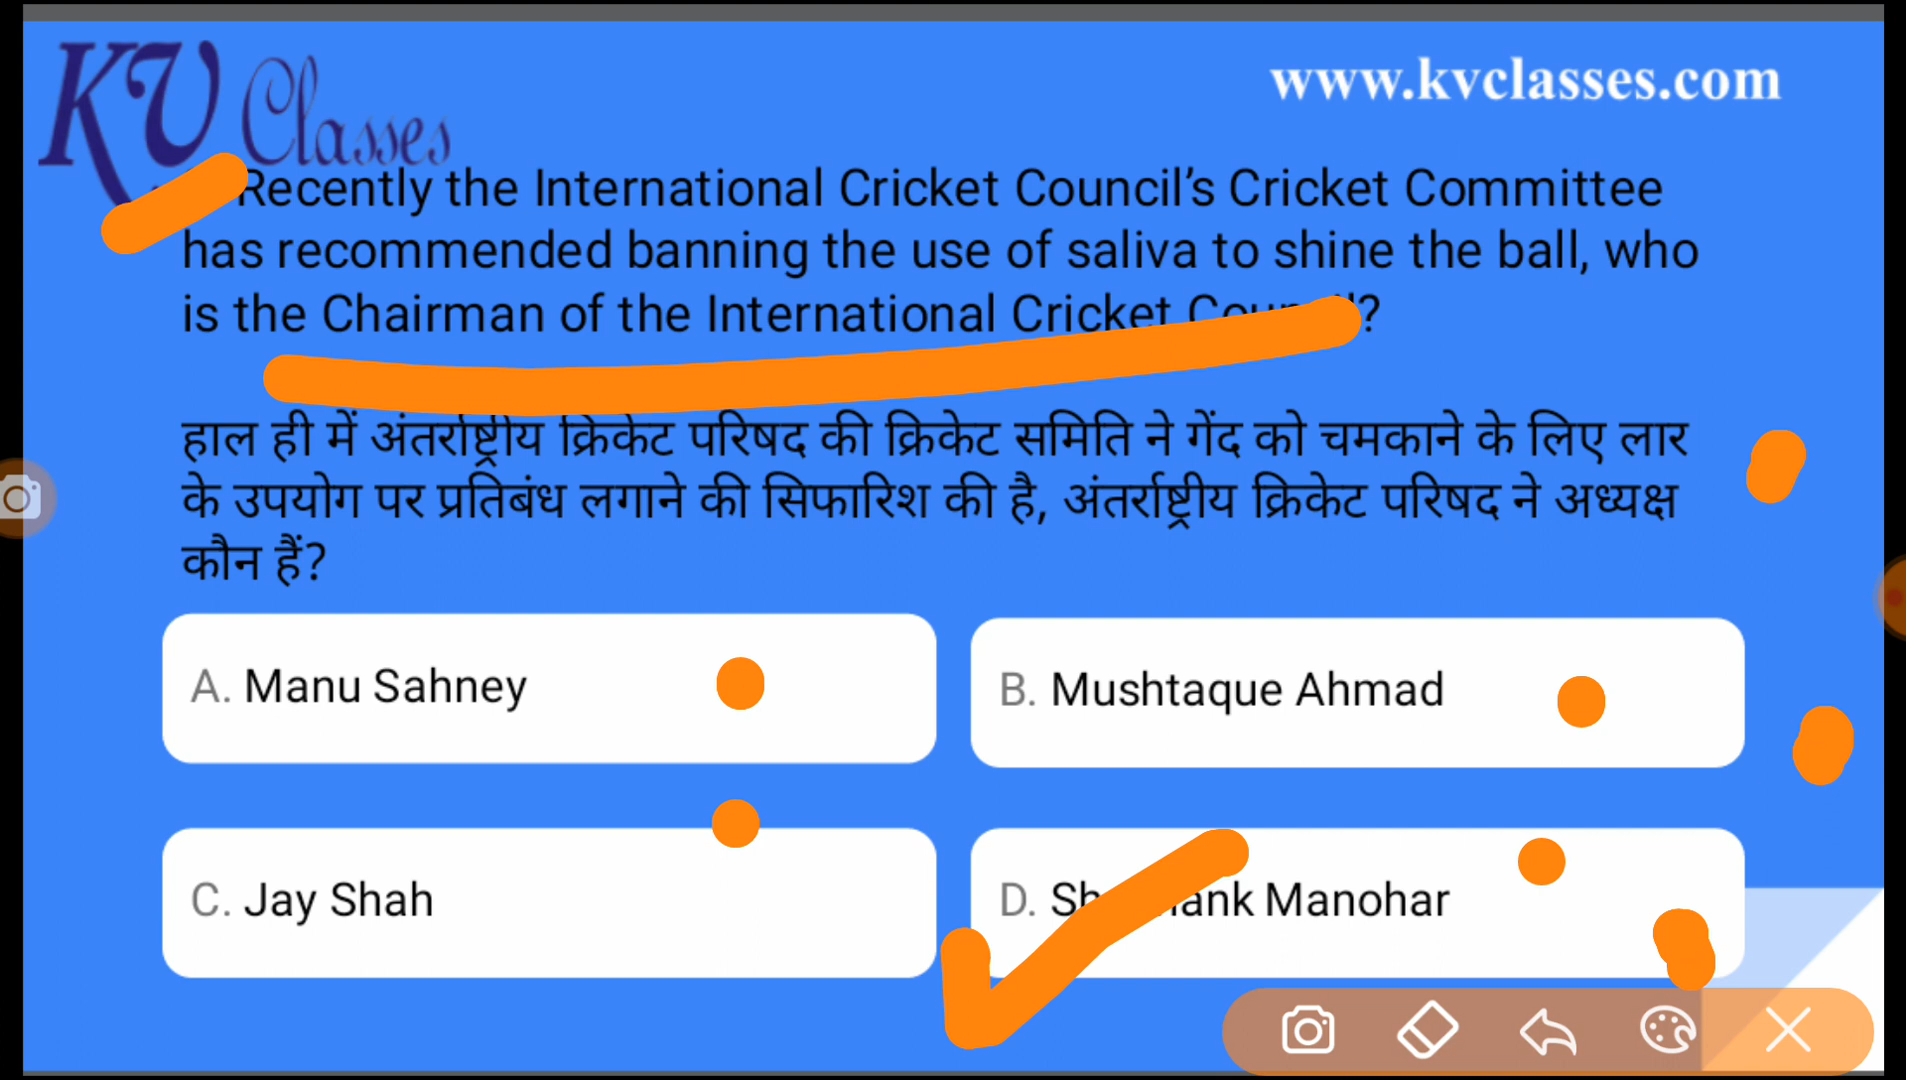 KV Classes
www.kvclasses.com
Recently the International Cricket Council's Cricket Committee
has recommended banning the use of saliva to shine the ball, who
is the Chairman of the International Cricket Council?
हाल ही में अंतर्राष्ट्रीय क्रिकेट परिषद की क्रिकेट समिति ने गेंद को चमकाने के लिए लार
के उपयोग पर प्रतिबंध लगाने की सिफारिश की है, अंतर्राष्ट्रीय क्रिकेट परिषद ने अध्यक्ष
कौन हैं?
A. Manu Sahney
B. Mushtaque Ahmad
C. Jay Shah
D. Manohar